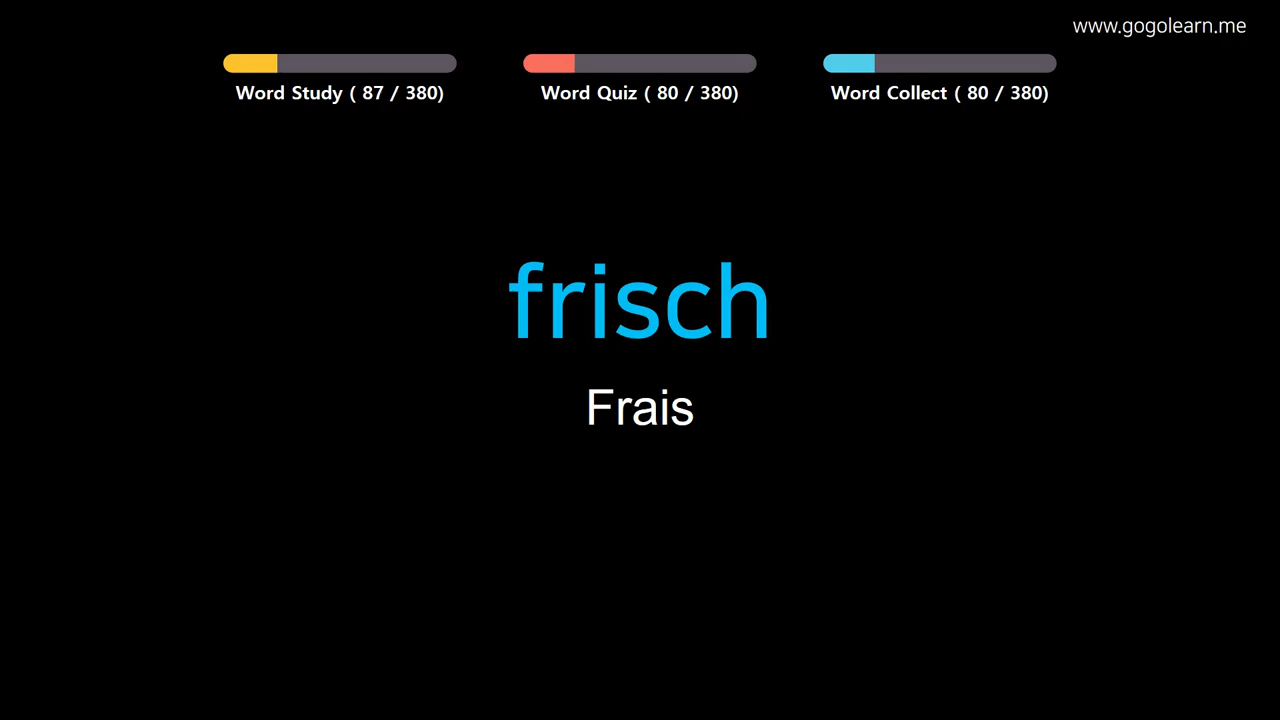 www.gogolearn.me
Word Study ( 87 / 380)
Word Quiz ( 80 / 380)
Word Collect ( 80 / 380)
frisch
Frais